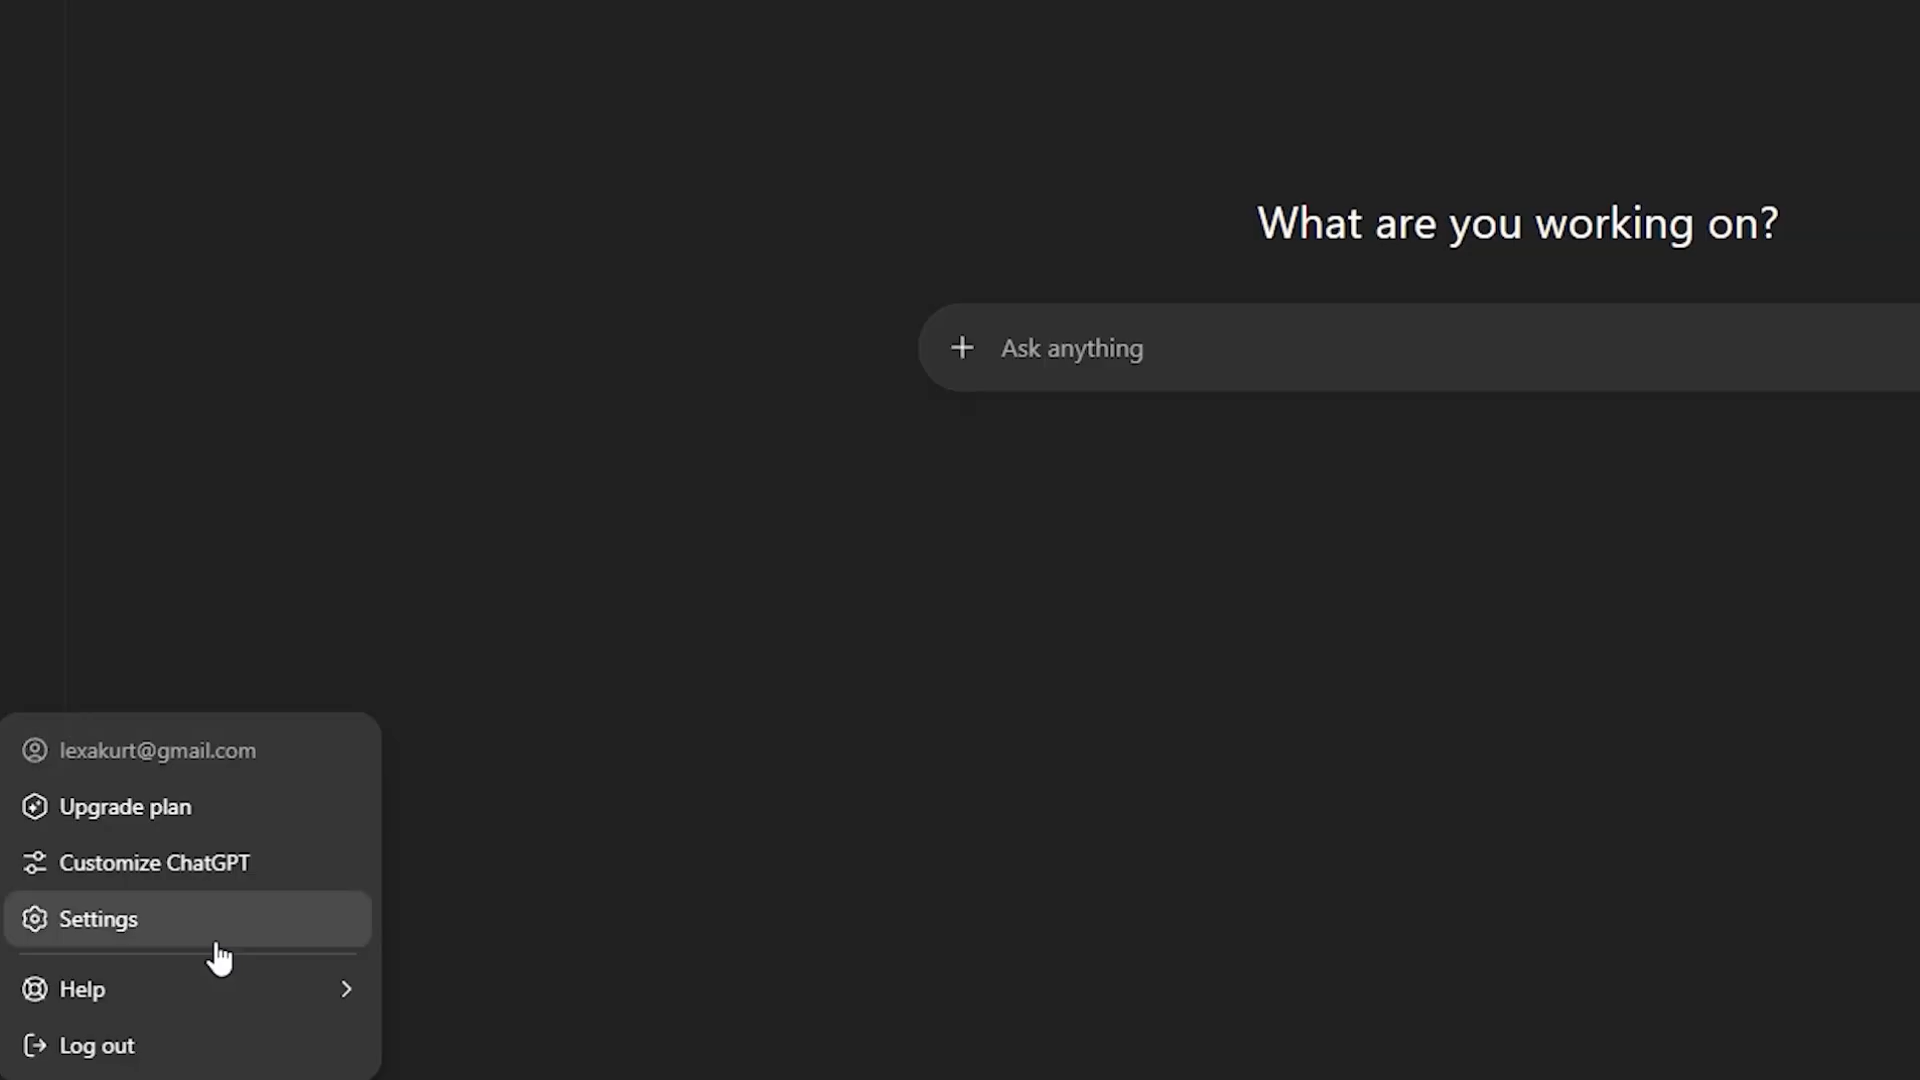 What are you working on?
Ask anything
lexakurt@gmail.com
Upgrade plan
Customize ChatGPT
Settings
Help
Log out